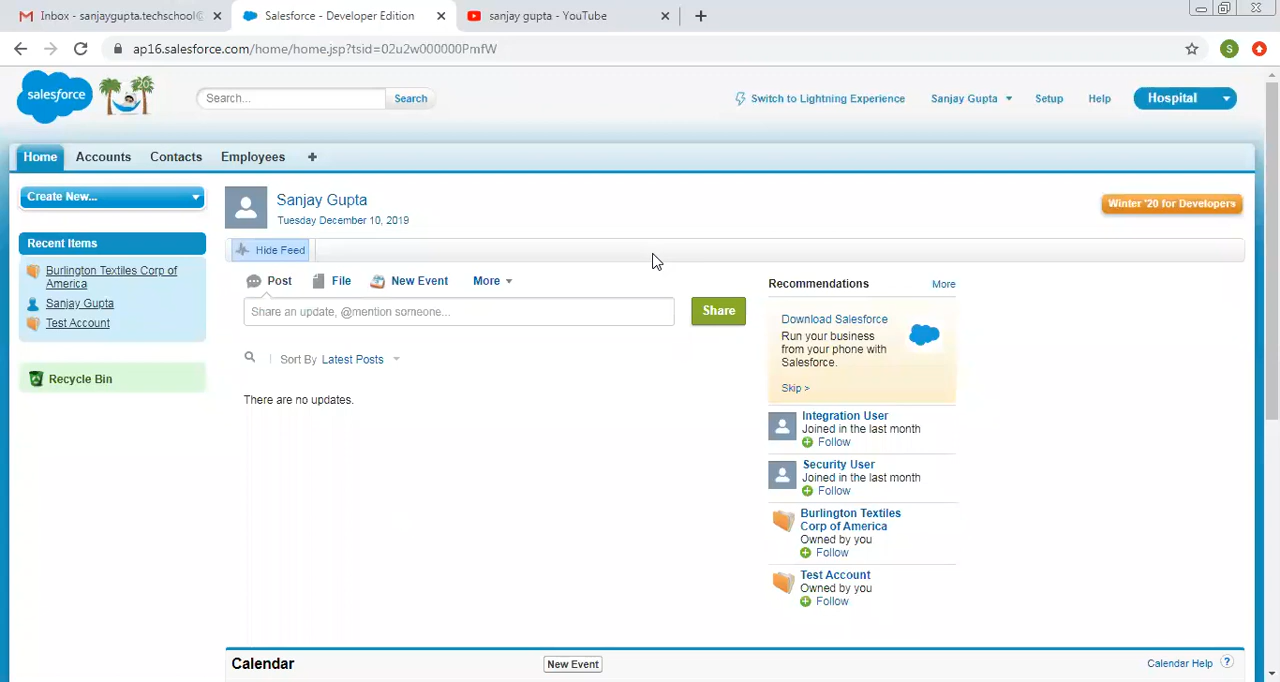 Inbox - sanjaygupta.techschool@
Salesforce - Developer Edition
sanjay gupta - YouTube
ap16.salesforce.com/home/home.jsp?tsid=02u2w000000PmfW
S
salesforce
20
Search...
Search
Switch to Lightning Experience
Sanjay Gupta
Setup
Help
Hospital
Home
Accounts
Contacts
Employees
Create New...
Sanjay Gupta
Tuesday December 10, 2019
Winter '20 for Developers
Recent Items
Burlington Textiles Corp of
America
Sanjay Gupta
Test Account
Recycle Bin
Hide Feed
Post
File
New Event
More
Share an update, @mention someone...
Share
Sort By Latest Posts
There are no updates.
Recommendations
More
Download Salesforce
Run your business
from your phone with
Salesforce.
Skip >
Integration User
Joined in the last month
Follow
Security User
Joined in the last month
Follow
Burlington Textiles
Corp of America
Owned by you
Follow
Test Account
Owned by you
Follow
Calendar
New Event
Calendar Help ?